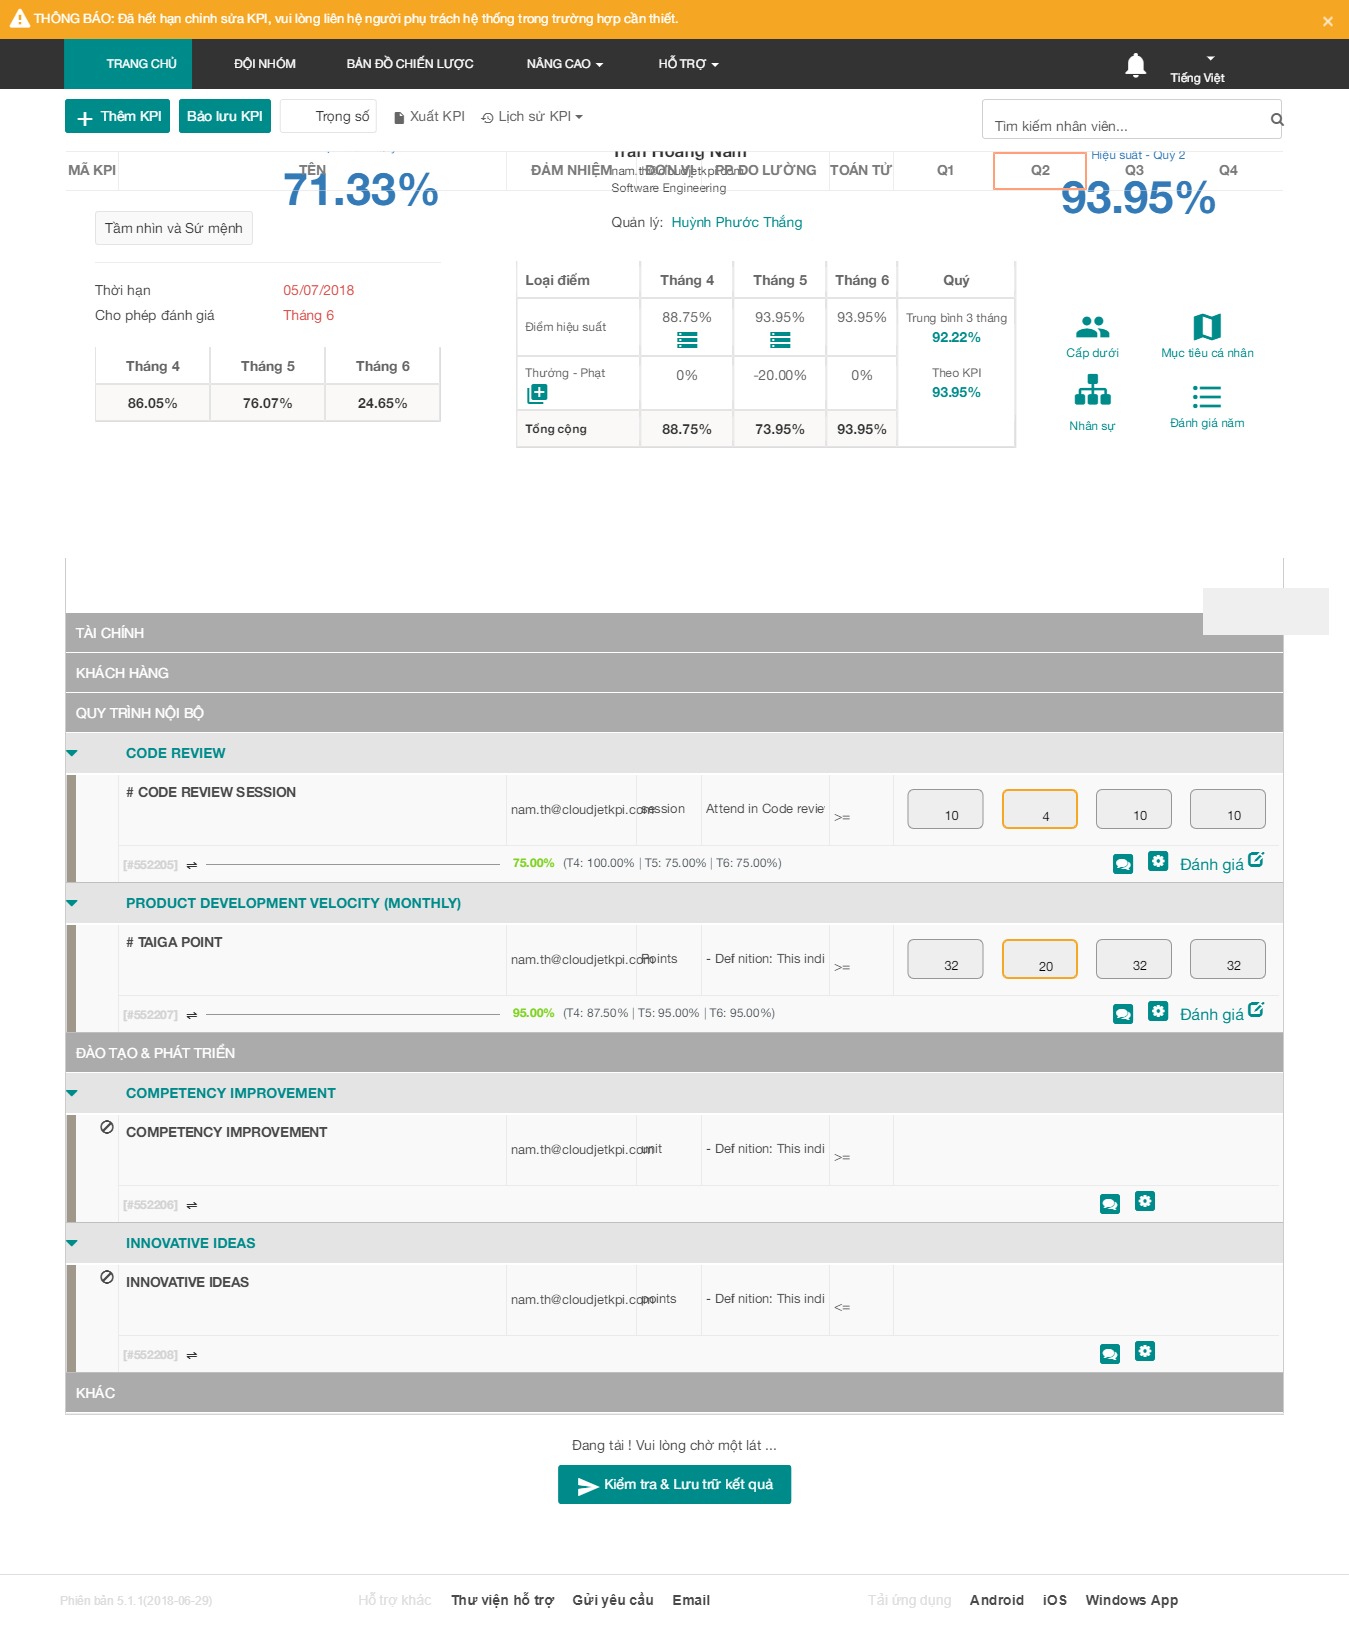 THÔNG BÁO: Đã hết hạn chỉnh sửa KPI, vui lòng liên hệ người phụ trách hệ thống trong trường hợp cần thiết.
TRANG CHỦ ĐỘI NHÓM BẢN ĐỒ CHIẾN LƯỢC NÂNG CAO HỖ TRỢ Tiếng Việt
Thêm KPI Bảo lưu KPI Trọng số Xuất KPI Lịch sử KPI Tìm kiếm nhân viên...
Trần Hoàng Nam Hiệu suất - Quý 2
MÃ KPI TÊN ĐẢM NHIỆM ĐƠN VỊ PP ĐO LƯỜNG TOÁN TỬ Q1 Q2 Q3 Q4
nam.th@cloudjetkpi.com
71.33% Software Engineering 93.95%
Tầm nhìn và Sứ mệnh Quản lý: Huỳnh Phước Thắng
Thời hạn 05/07/2018
Cho phép đánh giá Tháng 6
Tháng 4 Tháng 5 Tháng 6
86.05% 76.07% 24.65%
Loại điểm Tháng 4 Tháng 5 Tháng 6 Quý
Điểm hiệu suất 88.75% 93.95% 93.95% Trung bình 3 tháng
92.22%
Thưởng - Phạt 0% -20.00% 0% Theo KPI
93.95%
Tổng cộng 88.75% 73.95% 93.95%
Cấp dưới Mục tiêu cá nhân
Nhân sự Đánh giá năm
TÀI CHÍNH
KHÁCH HÀNG
QUY TRÌNH NỘI BỘ
CODE REVIEW
# CODE REVIEW SESSION
nam.th@cloudjetkpi.com session Attend in Code revie >= 10 4 10 10
[#552205] ⇌ 75.00% (T4: 100.00% | T5: 75.00% | T6: 75.00%) Đánh giá
PRODUCT DEVELOPMENT VELOCITY (MONTHLY)
# TAIGA POINT
nam.th@cloudjetkpi.com Points - Def nition: This indi >= 32 20 32 32
[#552207] ⇌ 95.00% (T4: 87.50% | T5: 95.00% | T6: 95.00%) Đánh giá
ĐÀO TẠO & PHÁT TRIỂN
COMPETENCY IMPROVEMENT
COMPETENCY IMPROVEMENT
nam.th@cloudjetkpi.com unit - Def nition: This indi >=
[#552206] ⇌
INNOVATIVE IDEAS
INNOVATIVE IDEAS
nam.th@cloudjetkpi.com points - Def nition: This indi <=
[#552208] ⇌
KHÁC
Đang tải ! Vui lòng chờ một lát ...
Kiểm tra & Lưu trữ kết quả
Phiên bản 5.1.1(2018-06-29) Hỗ trợ khác Thư viện hỗ trợ Gửi yêu cầu Email Tải ứng dụng Android iOS Windows App